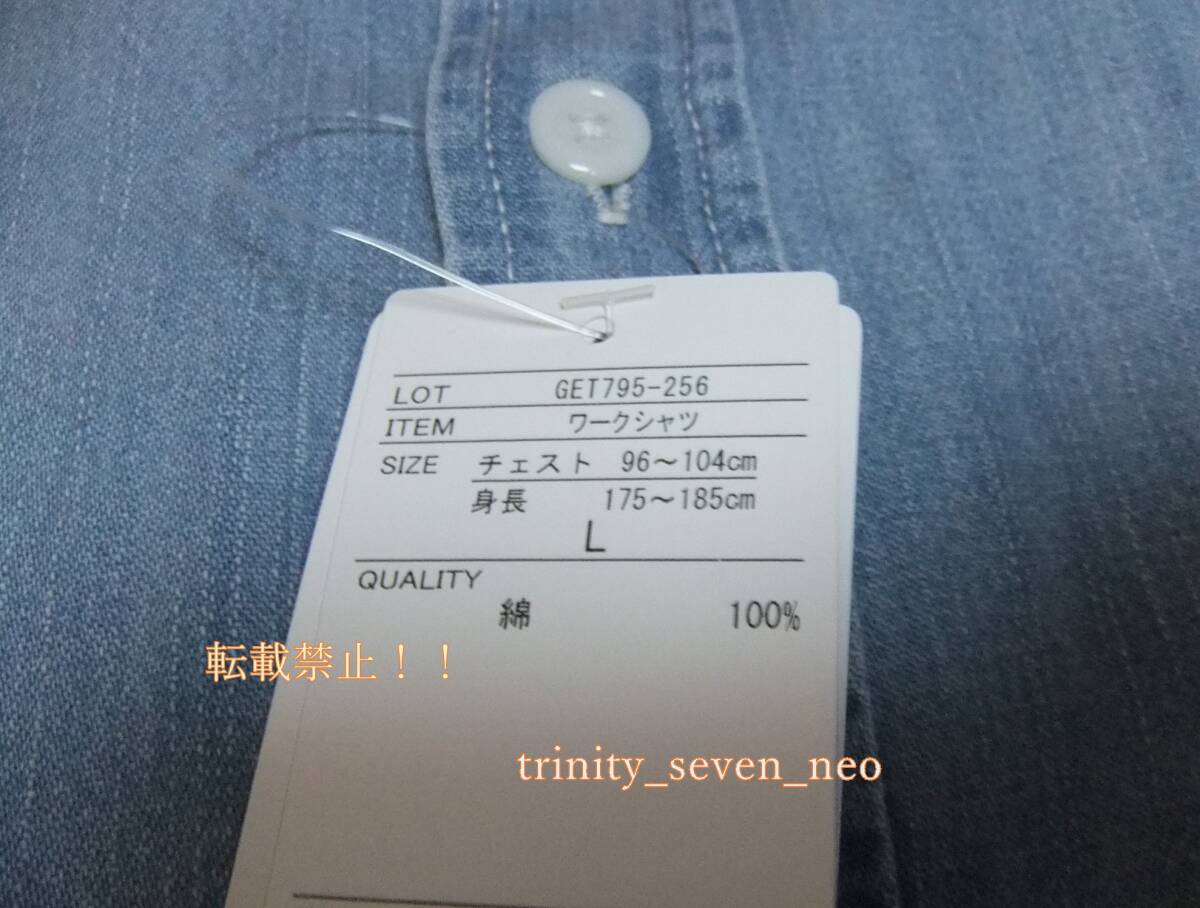 LOT GET795-256
ITEM ワークシャツ
SIZE チェスト 96～104cm
身長 175～185cm
L
QUALITY
綿 100%
転載禁止！！
trinity_seven_neo